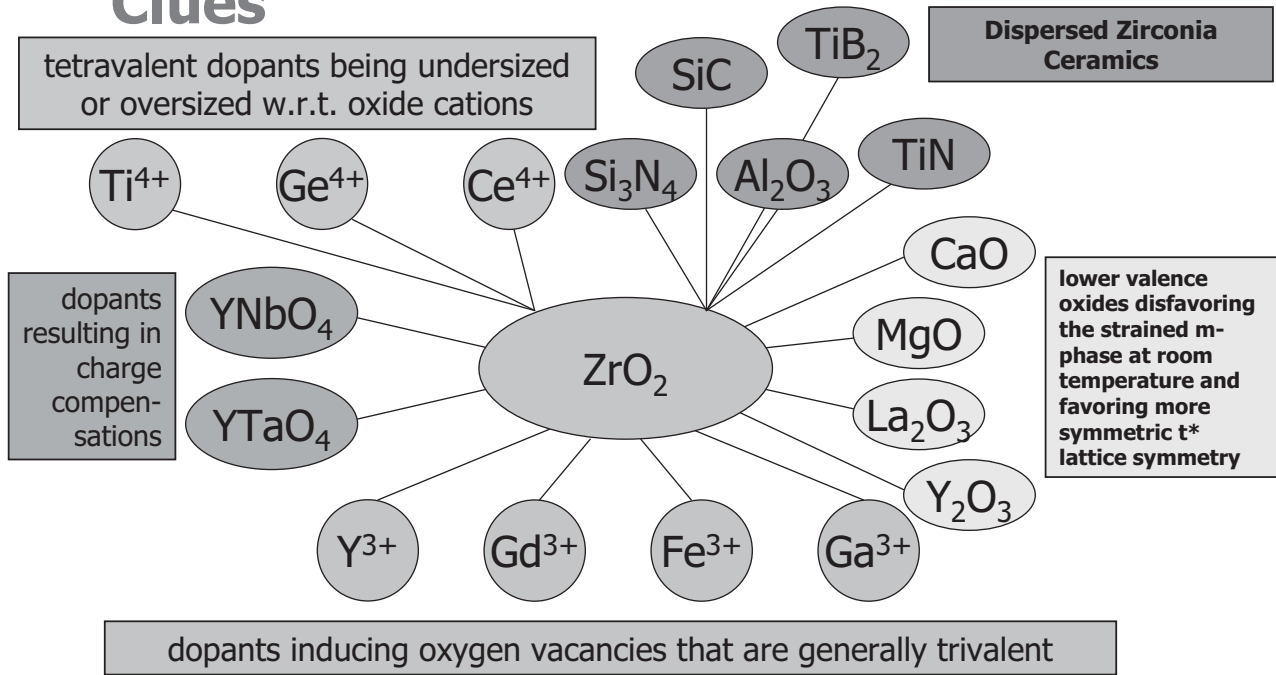 Clues
tetravalent dopants being undersized
or oversized w.r.t. oxide cations
Dispersed Zirconia
Ceramics
TiB₂
SiC
Ti⁴⁺
Ge⁴⁺
Ce⁴⁺
Si₃N₄
Al₂O₃
TiN
CaO
dopants
resulting in
charge
compen-
sations
YNbO₄
YTaO₄
ZrO₂
MgO
La₂O₃
Y₂O₃
lower valence
oxides disfavoring
the strained m-
phase at room
temperature and
favoring more
symmetric t*
lattice symmetry
Y³⁺
Gd³⁺
Fe³⁺
Ga³⁺
dopants inducing oxygen vacancies that are generally trivalent